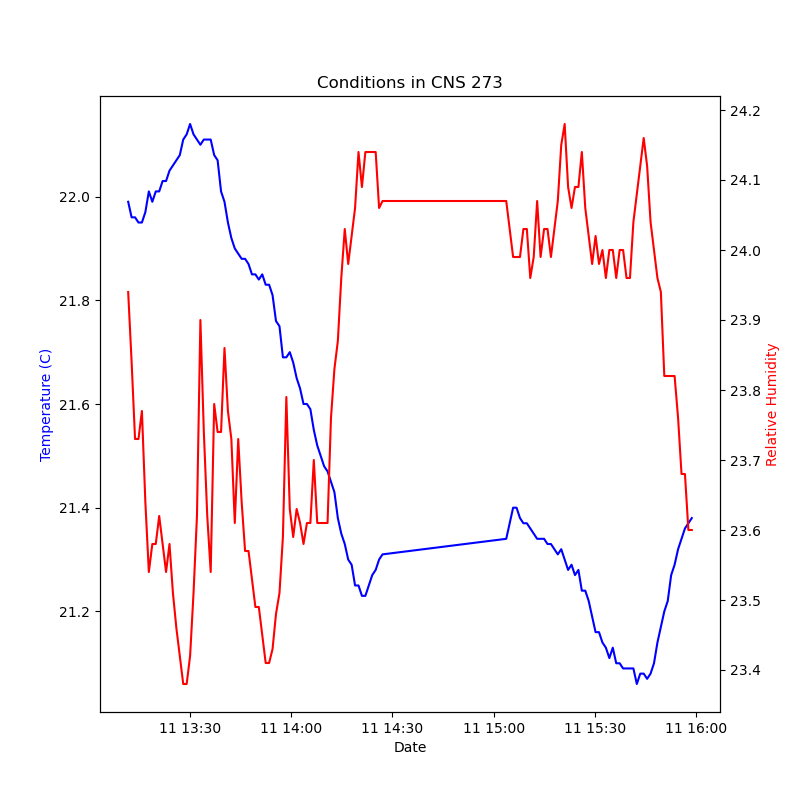 Conditions in CNS 273
Temperature (C)
22.0
21.8
21.6
21.4
21.2
24.2
24.1
24.0
23.9
23.8
23.7
23.6
23.5
23.4
Relative Humidity
11 13:30 11 14:00 11 14:30 11 15:00 11 15:30 11 16:00
Date